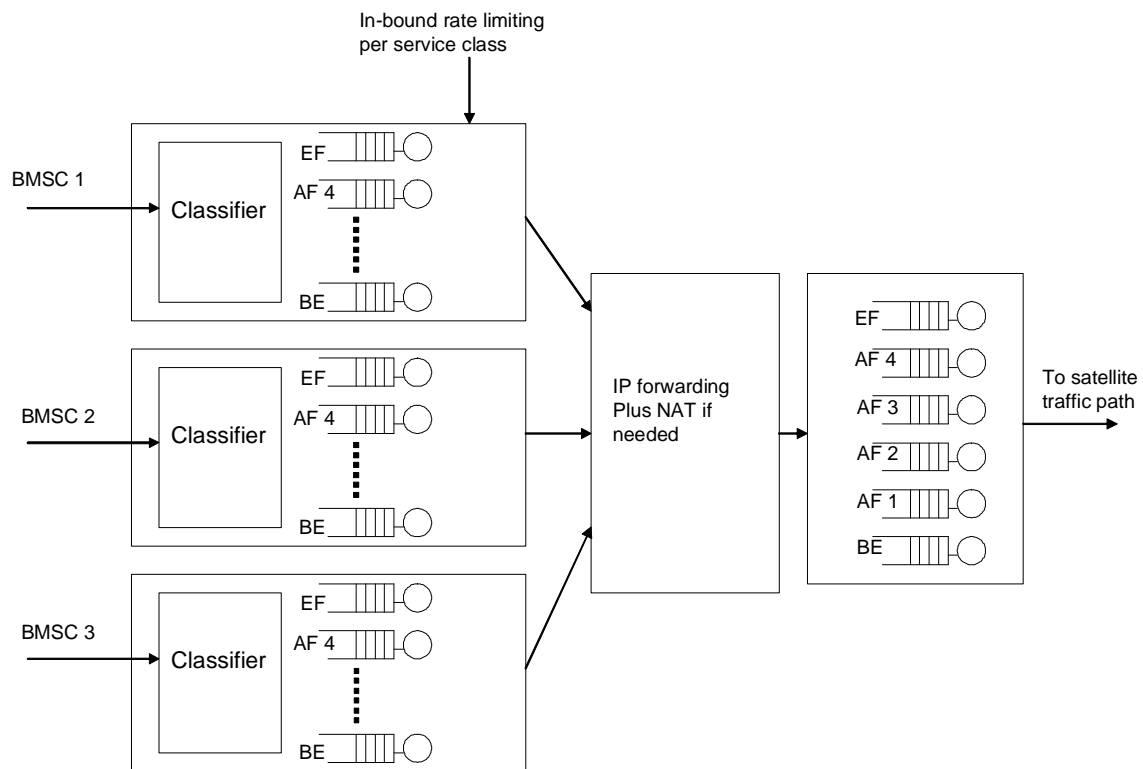 In-bound rate limiting
per service class
BMSC 1
Classifier
EF
AF 4
BE
BMSC 2
Classifier
EF
AF 4
BE
BMSC 3
Classifier
EF
AF 4
BE
IP forwarding
Plus NAT if
needed
EF
AF 4
AF 3
AF 2
AF 1
BE
To satellite
traffic path